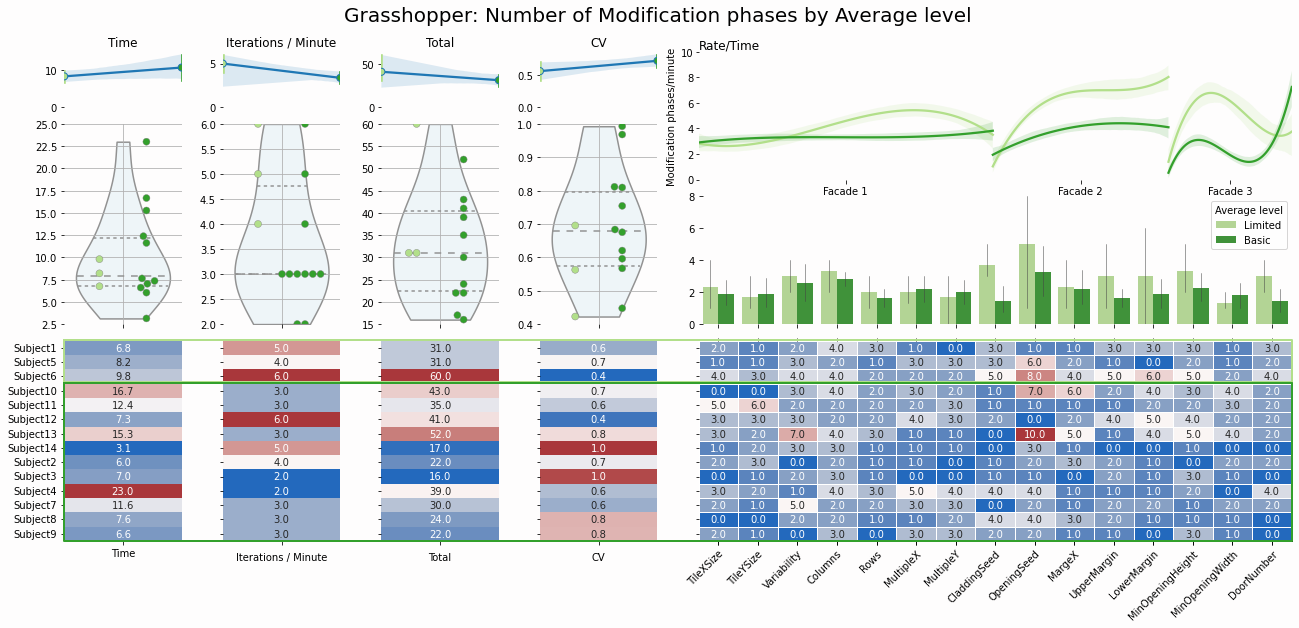 Grasshopper: Number of Modification phases by Average level
Time
Iterations / Minute
Total
CV
Rate/Time
10
0
5
0
50
0
0.5
0.0
Modification phases/minute
10
8
6
4
2
0
Facade 1
Facade 2
Facade 3
25.0
22.5
20.0
17.5
15.0
12.5
10.0
7.5
5.0
2.5
6.0
5.5
5.0
4.5
4.0
3.5
3.0
2.5
2.0
60
55
50
45
40
35
30
25
20
15
1.0
0.9
0.8
0.7
0.6
0.5
0.4
8
6
4
2
0
Average level
Limited
Basic
Subject1 6.8 5.0 31.0 0.6 2.0 1.0 2.0 4.0 3.0 1.0 0.0 3.0 1.0 1.0 3.0 3.0 3.0 1.0 3.0
Subject5 8.2 4.0 31.0 0.7 1.0 1.0 3.0 2.0 1.0 3.0 3.0 3.0 6.0 2.0 1.0 0.0 2.0 1.0 2.0
Subject6 9.8 6.0 60.0 0.4 4.0 3.0 4.0 4.0 2.0 2.0 2.0 5.0 8.0 4.0 5.0 6.0 5.0 2.0 4.0
Subject10 16.7 3.0 43.0 0.7 0.0 0.0 3.0 4.0 2.0 3.0 2.0 1.0 7.0 6.0 2.0 4.0 3.0 4.0 2.0
Subject11 12.4 3.0 35.0 0.6 5.0 6.0 2.0 2.0 2.0 2.0 3.0 1.0 1.0 1.0 1.0 2.0 2.0 3.0 2.0
Subject12 7.3 6.0 41.0 0.4 3.0 3.0 3.0 2.0 2.0 4.0 3.0 1.0 2.0 2.0 4.0 5.0 4.0 2.0 2.0
Subject13 15.3 3.0 52.0 0.8 3.0 2.0 7.0 4.0 3.0 1.0 1.0 0.0 10.0 5.0 1.0 4.0 5.0 4.0 2.0
Subject14 3.1 5.0 17.0 1.0 1.0 2.0 3.0 3.0 1.0 1.0 1.0 0.0 3.0 1.0 0.0 0.0 1.0 1.0 0.0
Subject2 6.0 4.0 22.0 0.7 2.0 3.0 0.0 2.0 1.0 1.0 0.0 1.0 2.0 3.0 2.0 1.0 0.0 2.0 2.0
Subject3 7.0 2.0 16.0 1.0 0.0 1.0 1.0 3.0 0.0 1.0 1.0 0.0 0.0 2.0 2.0 1.0 3.0 1.0 0.0
Subject4 23.0 2.0 39.0 0.6 3.0 2.0 1.0 4.0 3.0 5.0 4.0 4.0 4.0 1.0 1.0 1.0 2.0 0.0 4.0
Subject7 11.6 3.0 30.0 0.6 2.0 2.0 5.0 2.0 2.0 3.0 3.0 0.0 2.0 2.0 1.0 2.0 1.0 1.0 2.0
Subject8 7.6 3.0 24.0 0.8 0.0 0.0 2.0 2.0 1.0 1.0 2.0 4.0 4.0 3.0 2.0 1.0 1.0 1.0 0.0
Subject9 6.6 3.0 22.0 0.8 2.0 1.0 0.0 3.0 0.0 3.0 3.0 2.0 2.0 1.0 1.0 1.0 3.0 1.0 0.0
Time
Iterations / Minute
Total
CV
TileXSize
TileYSize
Variability
Columns
Rows
MultipleX
MultipleY
CladdingSeed
OpeningSeed
MargeX
UpperMargin
LowerMargin
MinOpeningHeight
MinOpeningWidth
DoorNumber